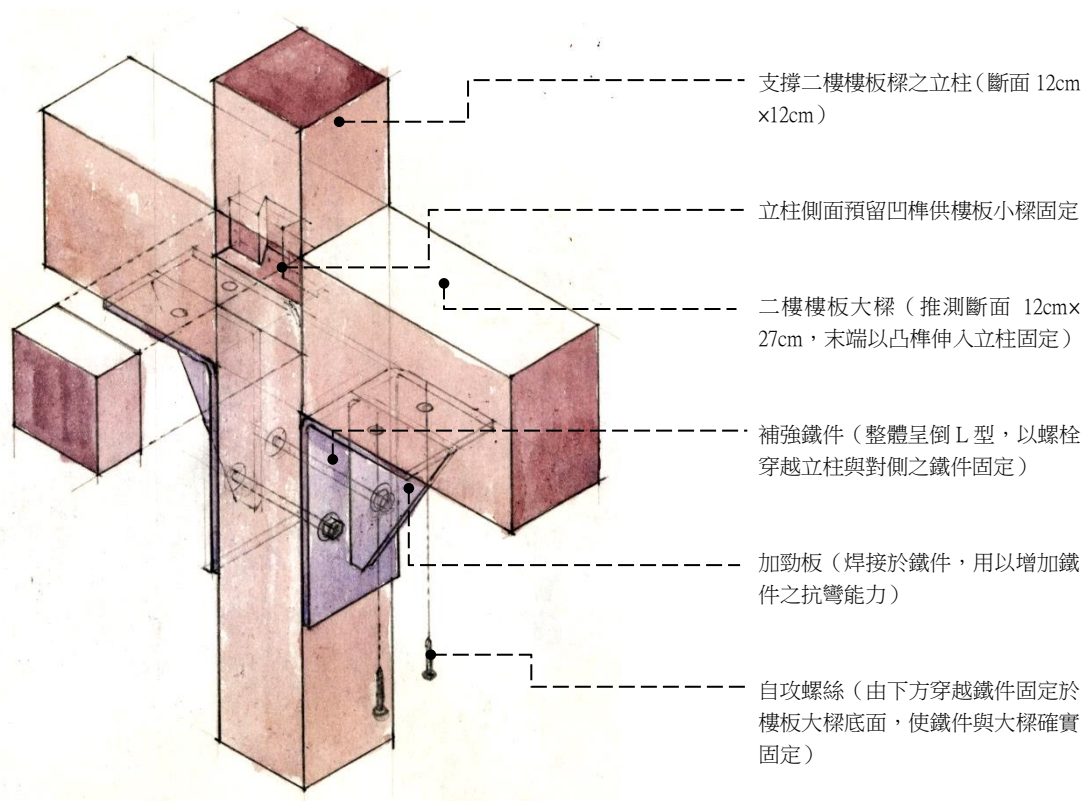 支撐二樓樓板樑之立柱（斷面 12cm
×12cm）
立柱側面預留凹榫供樓板小樑固定
二樓樓板大樑（推測斷面 12cm×
27cm，末端以凸榫伸入立柱固定）
補強鐵件（整體呈倒 L 型，以螺栓
穿越立柱與對側之鐵件固定）
加勁板（焊接於鐵件，用以增加鐵
件之抗彎能力）
自攻螺絲（由下方穿越鐵件固定於
樓板大樑底面，使鐵件與大樑確實
固定）